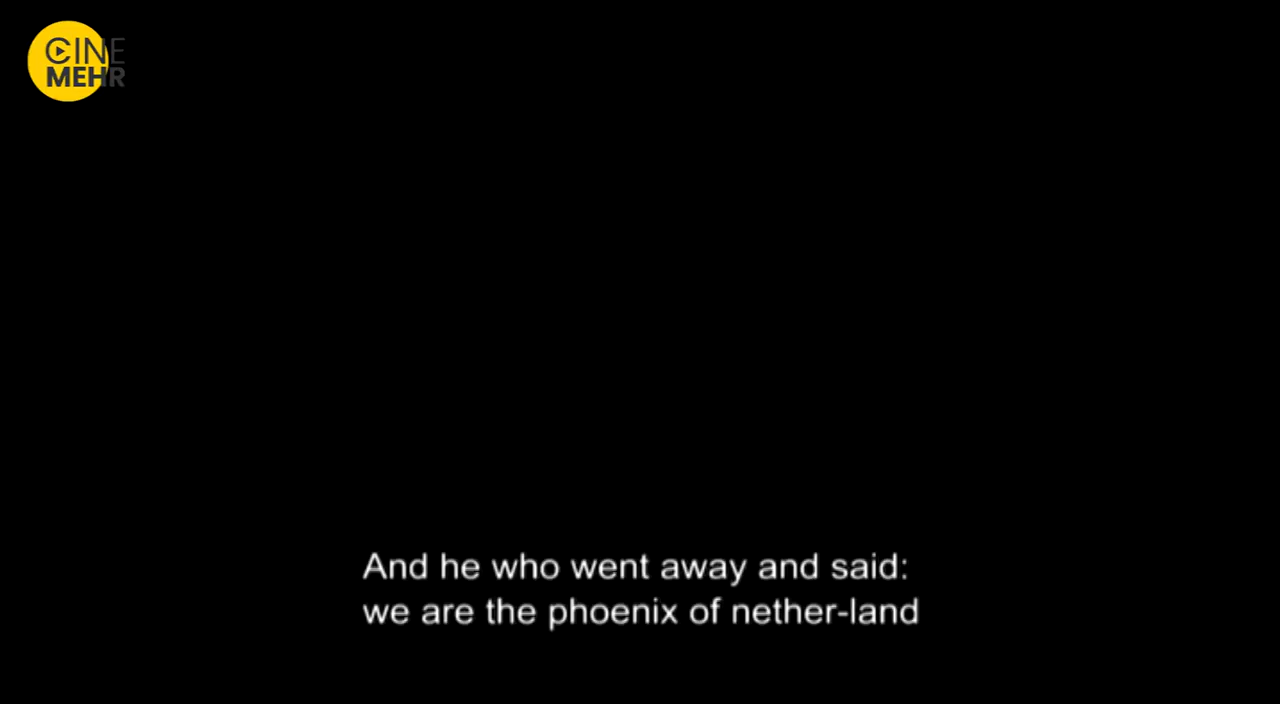 CINE
MEHR
And he who went away and said:
we are the phoenix of nether-land